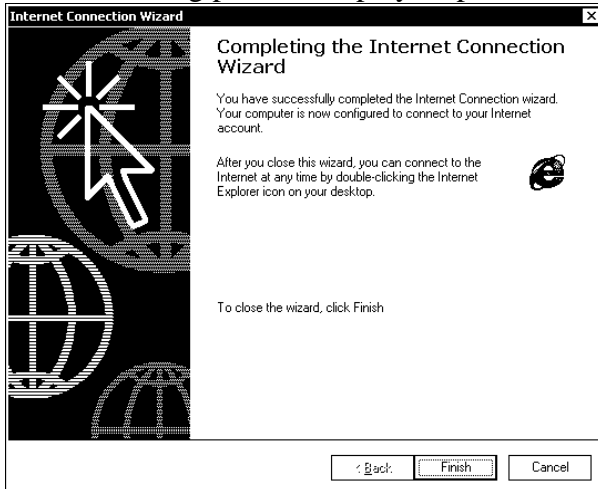 Internet Connection Wizard
Completing the Internet Connection
Wizard
You have successfully completed the Internet Connection wizard.
Your computer is now configured to connect to your Internet
account.
After you close this wizard, you can connect to the
Internet at any time by double-clicking the Internet
Explorer icon on your desktop.
To close the wizard, click Finish
< Back Finish Cancel